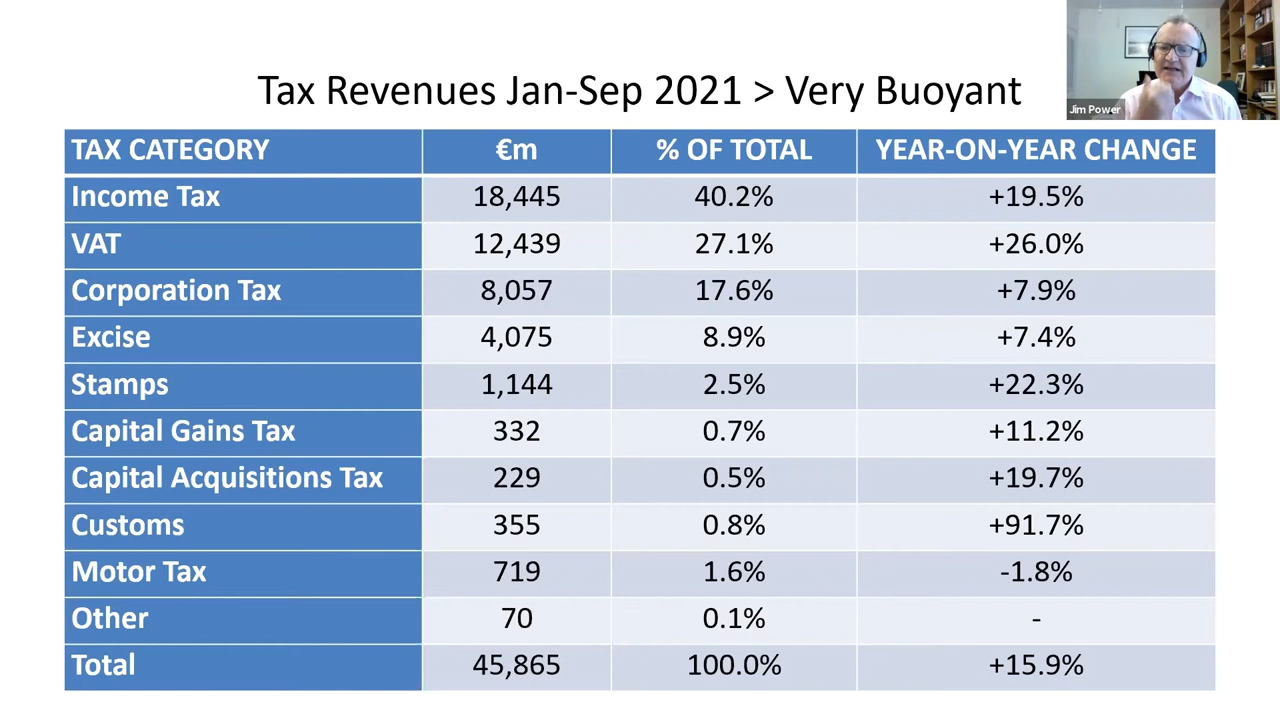 Tax Revenues Jan-Sep 2021 > Very Buoyant
Jim Power
TAX CATEGORY €m % OF TOTAL YEAR-ON-YEAR CHANGE
Income Tax 18,445 40.2% +19.5%
VAT 12,439 27.1% +26.0%
Corporation Tax 8,057 17.6% +7.9%
Excise 4,075 8.9% +7.4%
Stamps 1,144 2.5% +22.3%
Capital Gains Tax 332 0.7% +11.2%
Capital Acquisitions Tax 229 0.5% +19.7%
Customs 355 0.8% +91.7%
Motor Tax 719 1.6% -1.8%
Other 70 0.1% -
Total 45,865 100.0% +15.9%